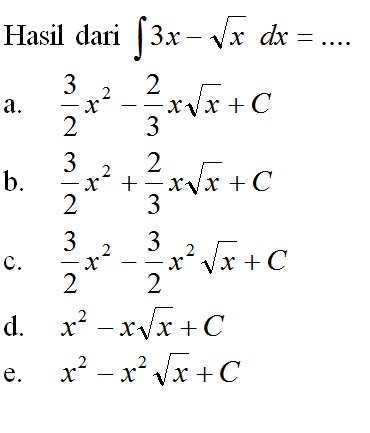 Hasil dari ∫3x − √x dx = ....
a. 3/2 x² − 2/3 x√x + C
b. 3/2 x² + 2/3 x√x + C
c. 3/2 x² − 3/2 x²√x + C
d. x² − x√x + C
e. x² − x²√x + C